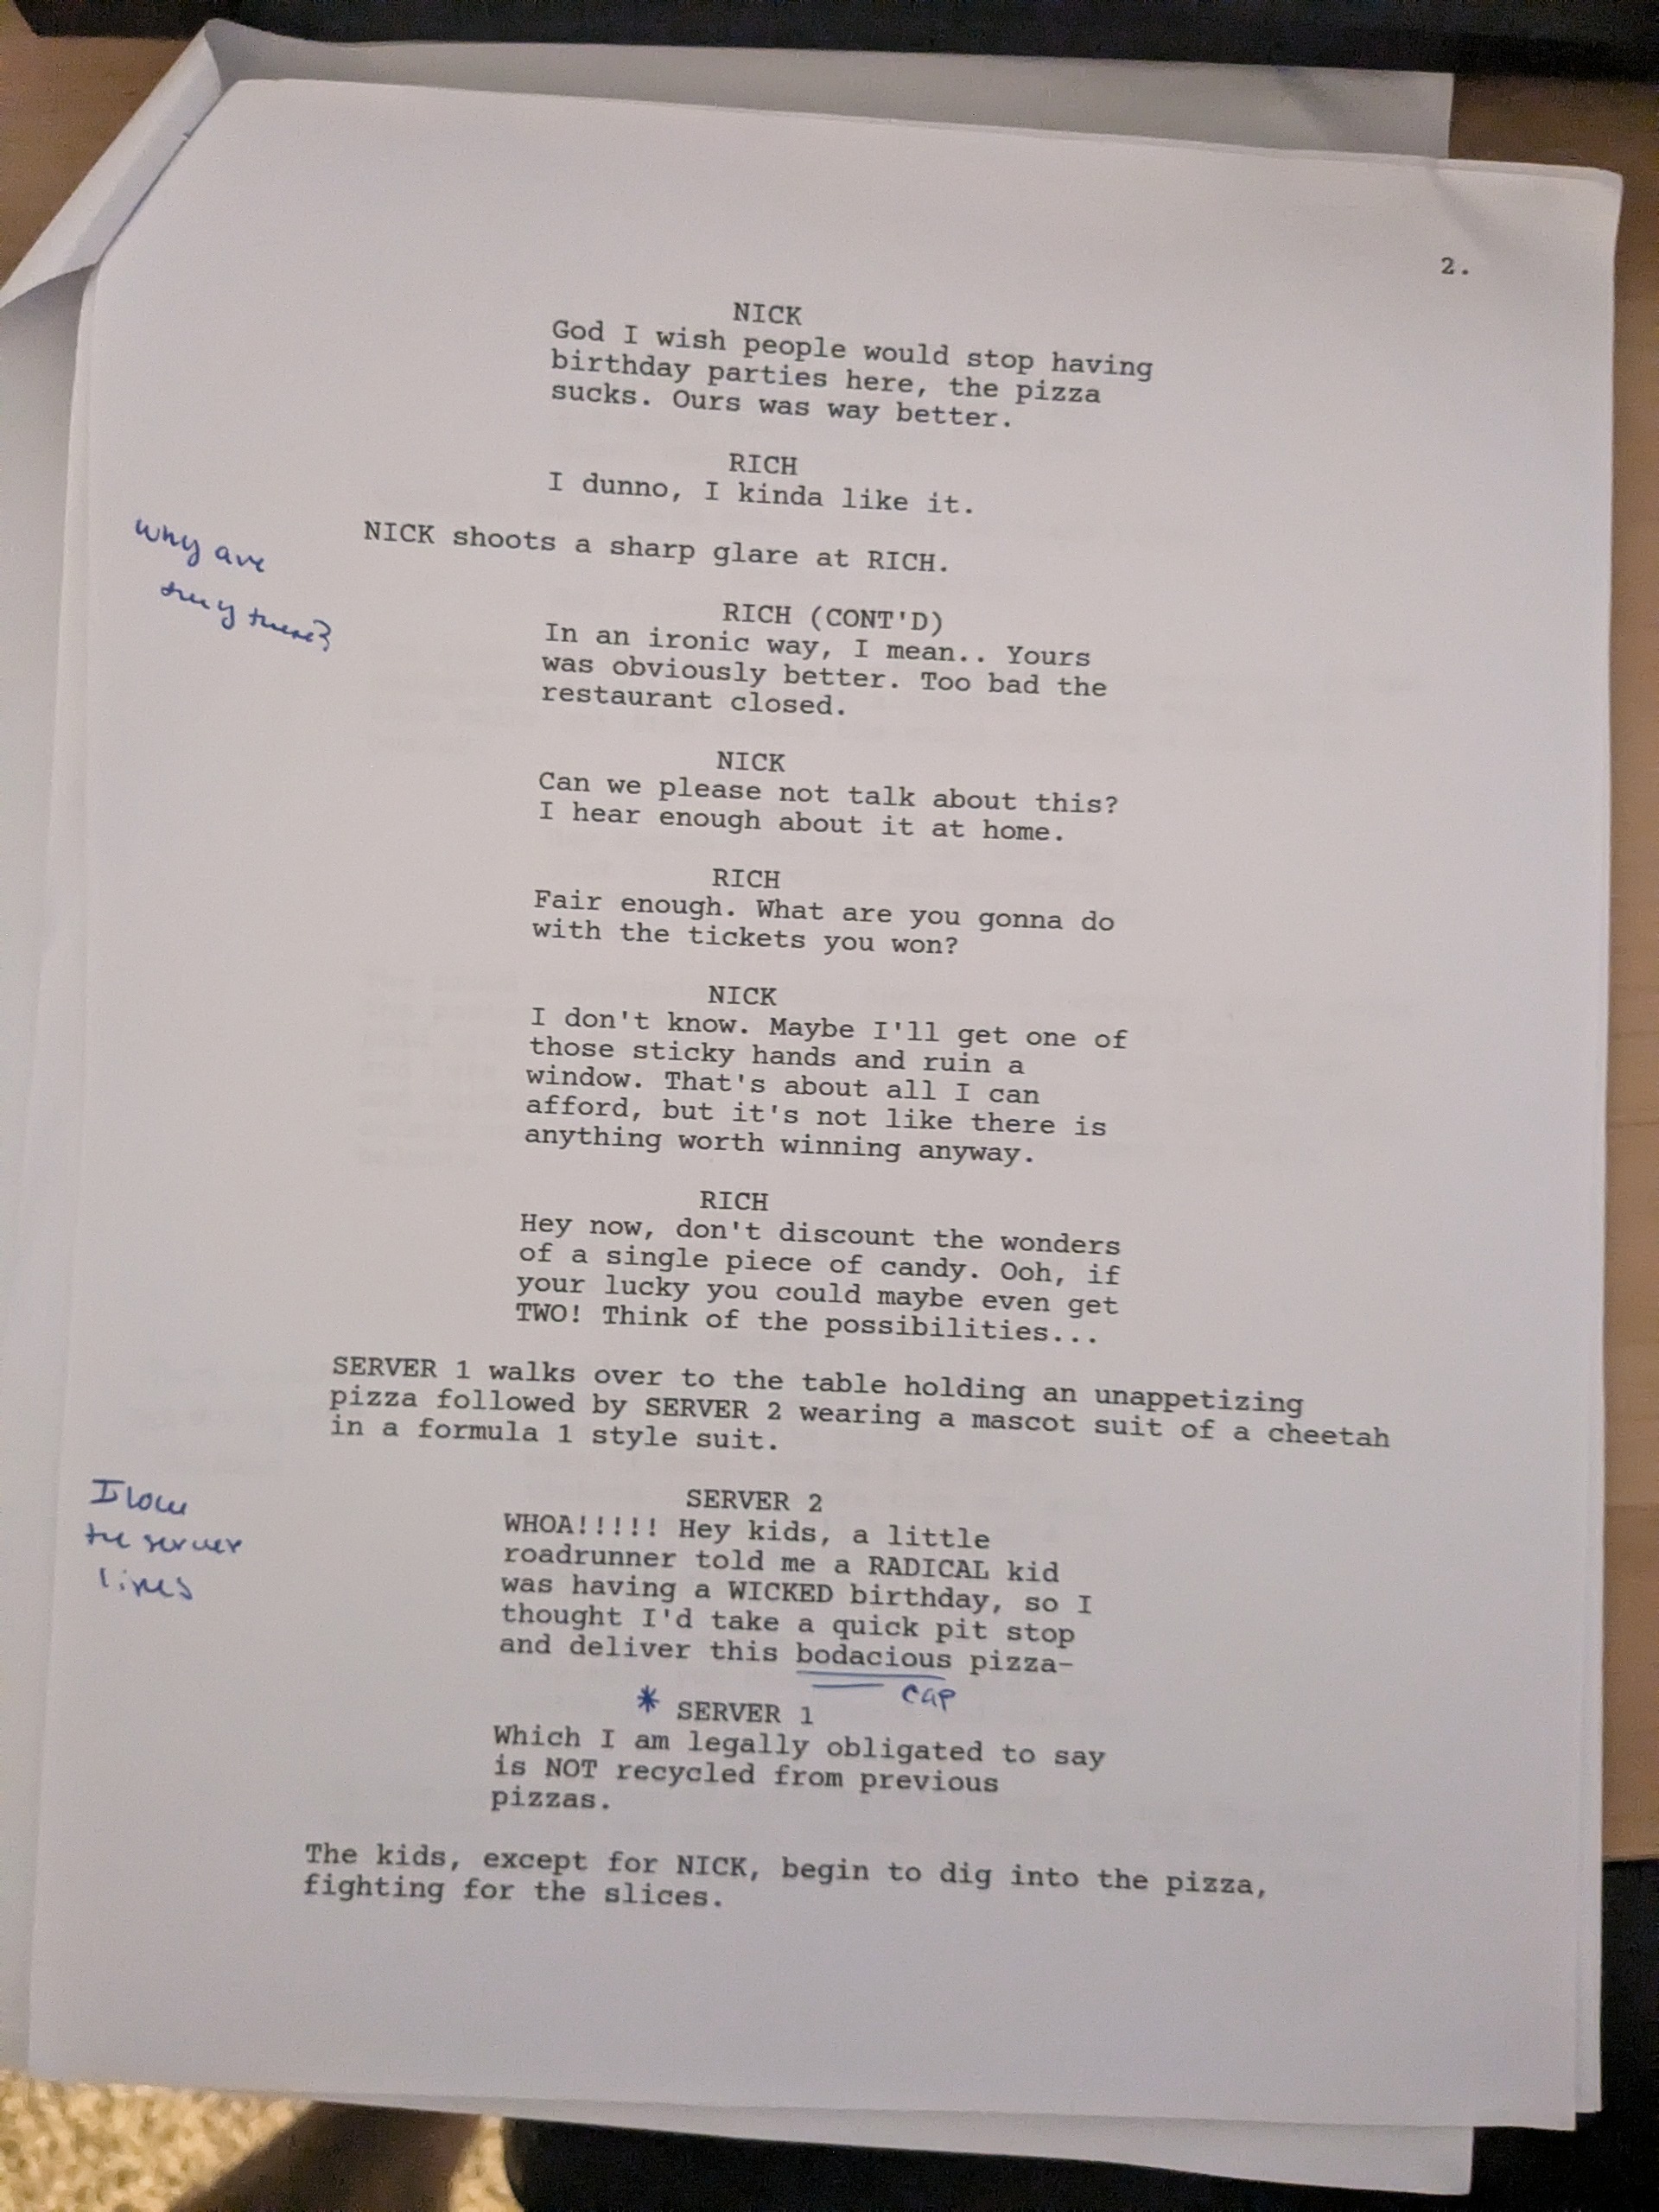 2.
NICK
God I wish people would stop having
birthday parties here, the pizza
sucks. Ours was way better.
RICH
I dunno, I kinda like it.
NICK shoots a sharp glare at RICH.
why are
they there?
RICH (CONT'D)
In an ironic way, I mean.. Yours
was obviously better. Too bad the
restaurant closed.
NICK
Can we please not talk about this?
I hear enough about it at home.
RICH
Fair enough. What are you gonna do
with the tickets you won?
NICK
I don't know. Maybe I'll get one of
those sticky hands and ruin a
window. That's about all I can
afford, but it's not like there is
anything worth winning anyway.
RICH
Hey now, don't discount the wonders
of a single piece of candy. Ooh, if
your lucky you could maybe even get
TWO! Think of the possibilities...
SERVER 1 walks over to the table holding an unappetizing
pizza followed by SERVER 2 wearing a mascot suit of a cheetah
in a formula 1 style suit.
I love
the server
lines
SERVER 2
WHOA!!!!! Hey kids, a little
roadrunner told me a RADICAL kid
was having a WICKED birthday, so I
thought I'd take a quick pit stop
and deliver this bodacious pizza-
cap
* SERVER 1
Which I am legally obligated to say
is NOT recycled from previous
pizzas.
The kids, except for NICK, begin to dig into the pizza,
fighting for the slices.